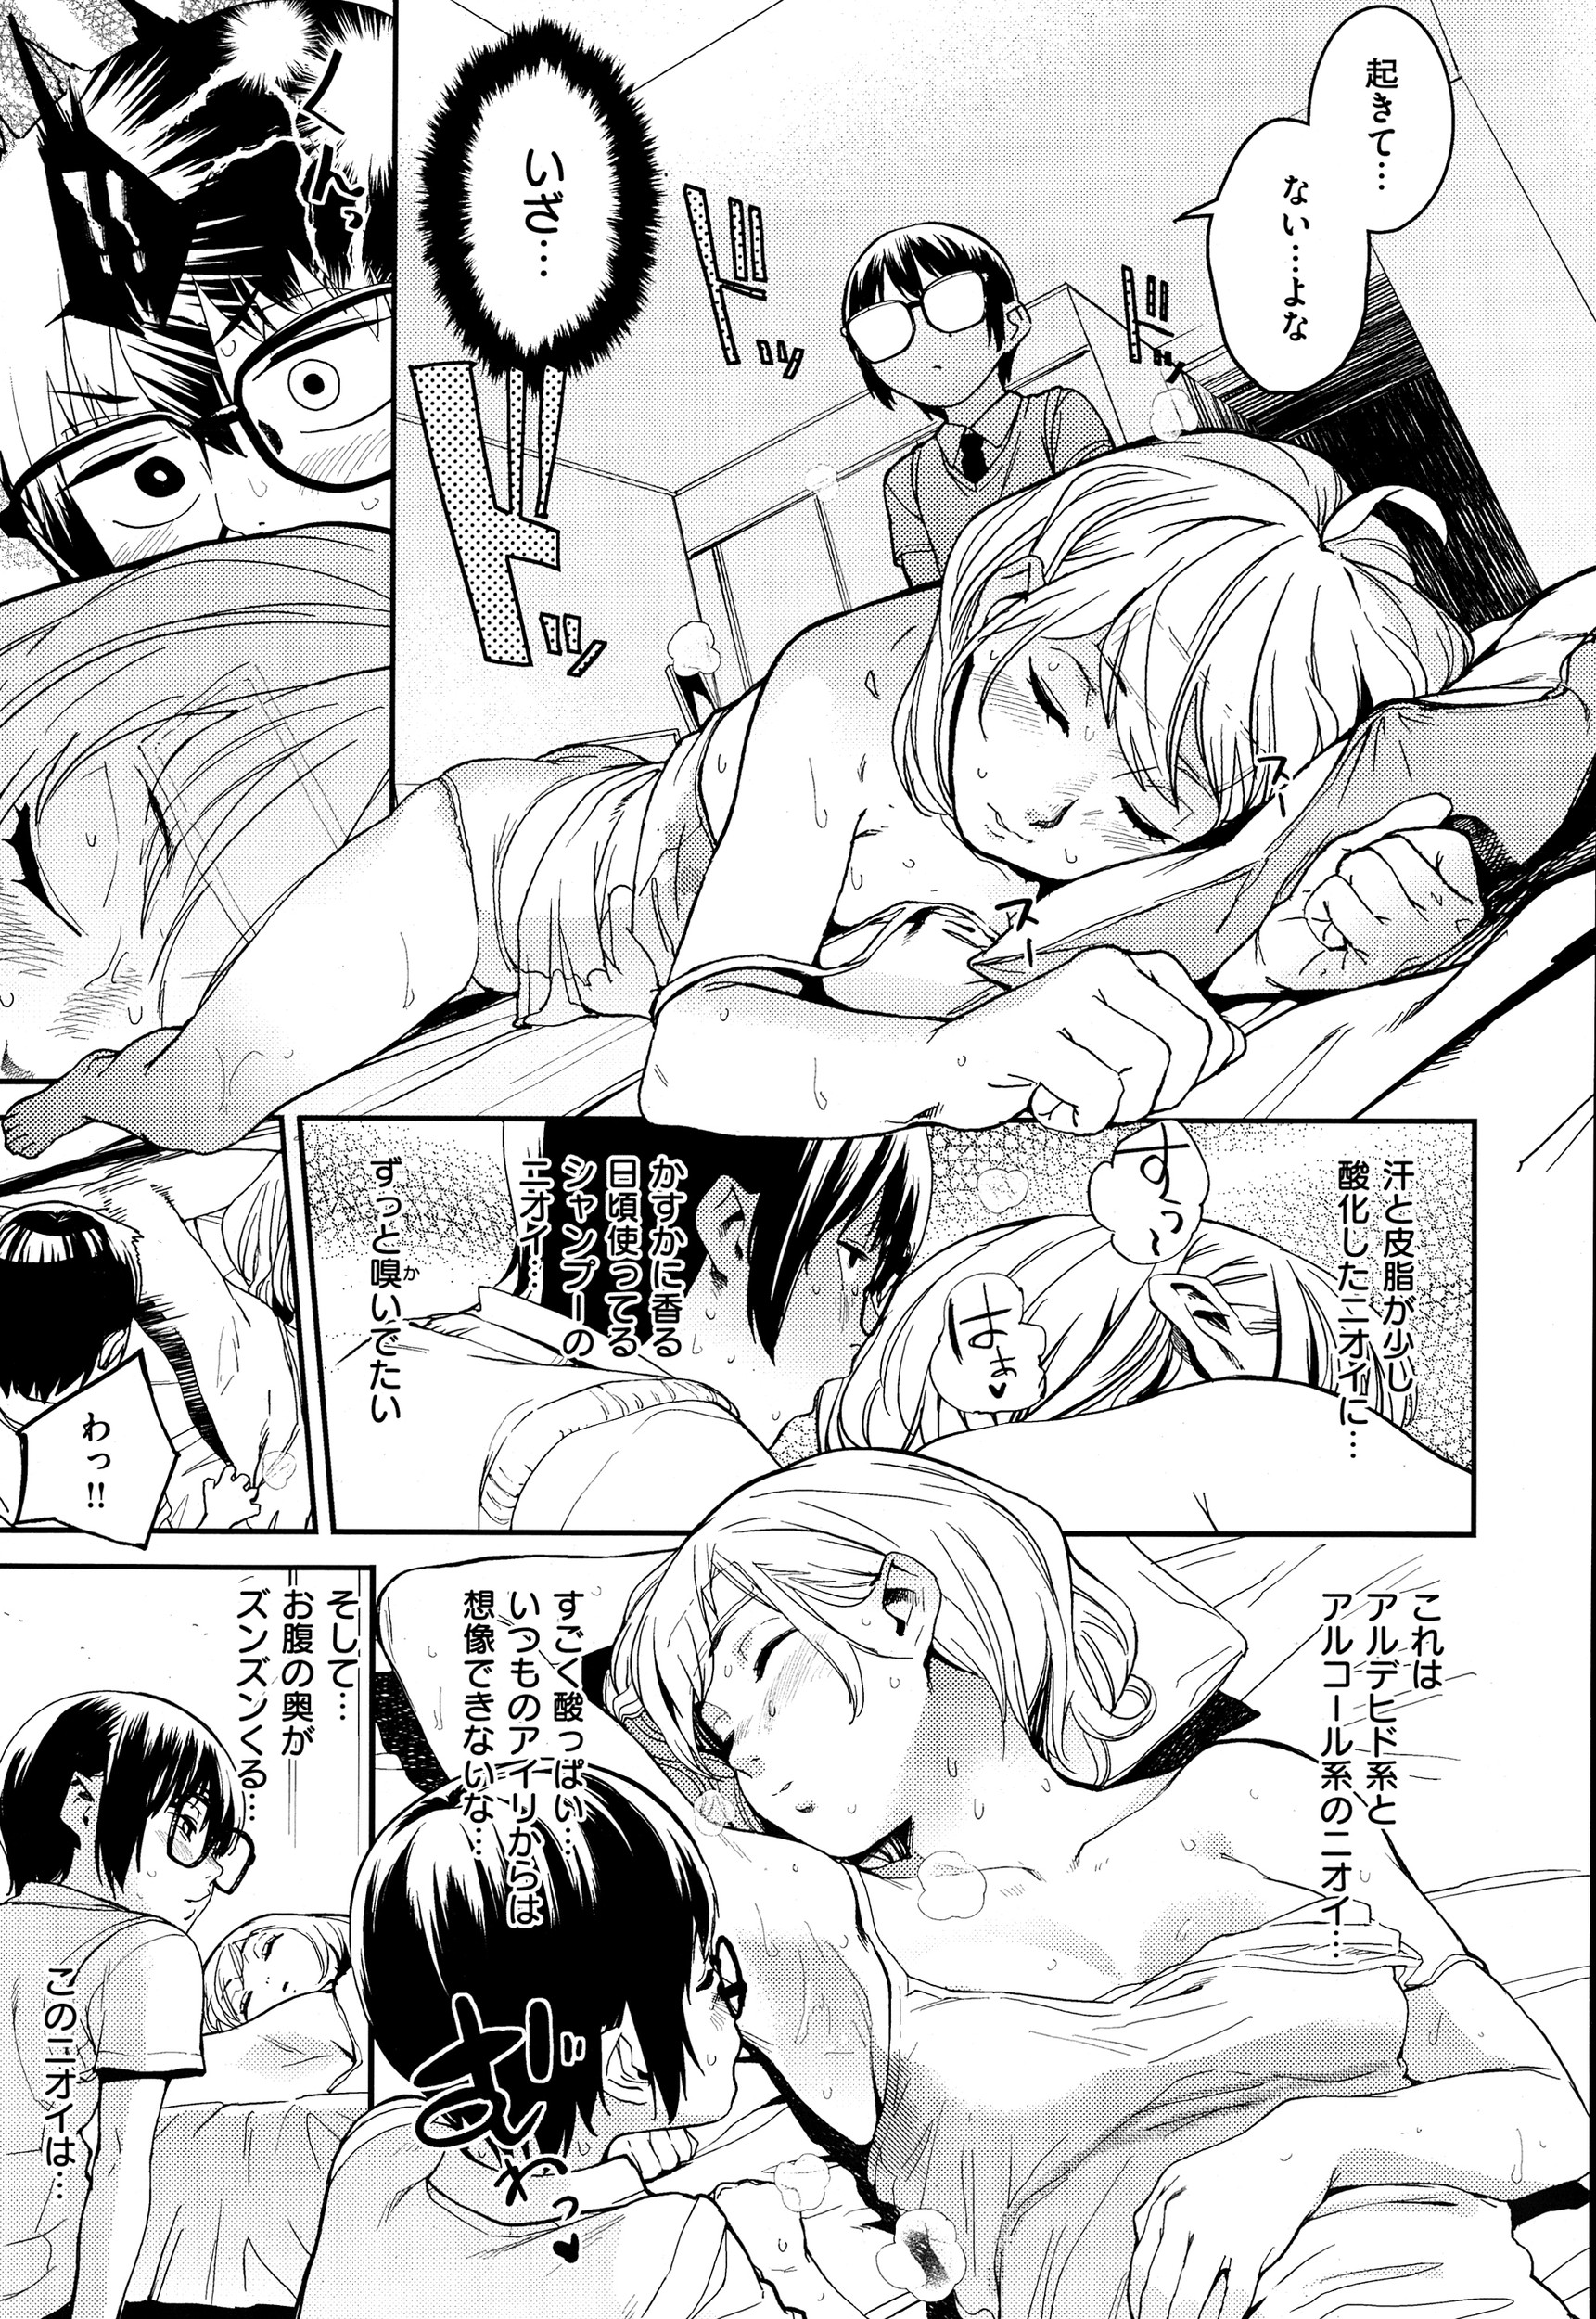 起きて…
ない…よな
ドドッ
ドドッ
いざ…
ドドッ
くんっ
スー
スー
汗と皮脂が少し
酸化したニオイに…
すっ～
はぁ♥
かすかに香る
日頃使ってる
シャンプーの
ニオイ…
ずっと嗅いでたい
か
わっ!!
これは
アルデヒド系と
アルコール系のニオイ…
すごく酸っぱい…
いつものアイリからは
想像できないな…
そして…
お腹の奥が
ズンズンくる…
このニオイは…